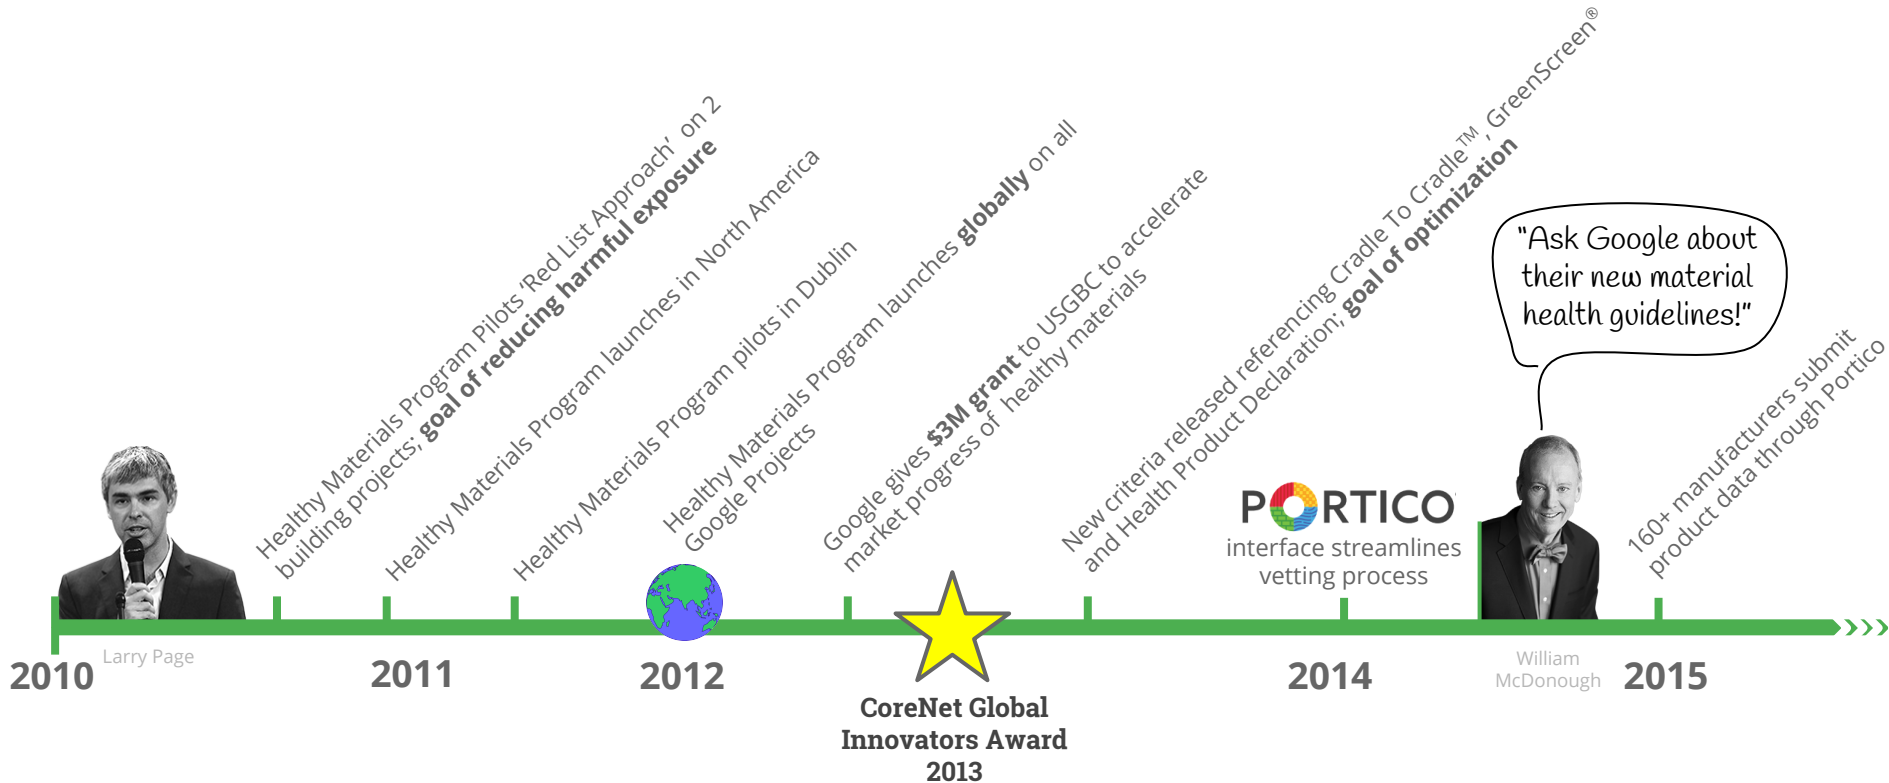 Healthy Materials Program Pilots ‘Red List Approach’ on 2
building projects; goal of reducing harmful exposure
Healthy Materials Program launches in North America
Healthy Materials Program pilots in Dublin
Healthy Materials Program launches globally on all
Google Projects
Google gives $3M grant to USGBC to accelerate
market progress of healthy materials
New criteria released referencing Cradle To Cradle™, GreenScreen®
and Health Product Declaration; goal of optimization
PORTICO
interface streamlines
vetting process
"Ask Google about
their new material
health guidelines!"
160+ manufacturers submit
product data through Portico
2010
Larry Page
2011
2012
CoreNet Global
Innovators Award
2013
2014
William
McDonough
2015